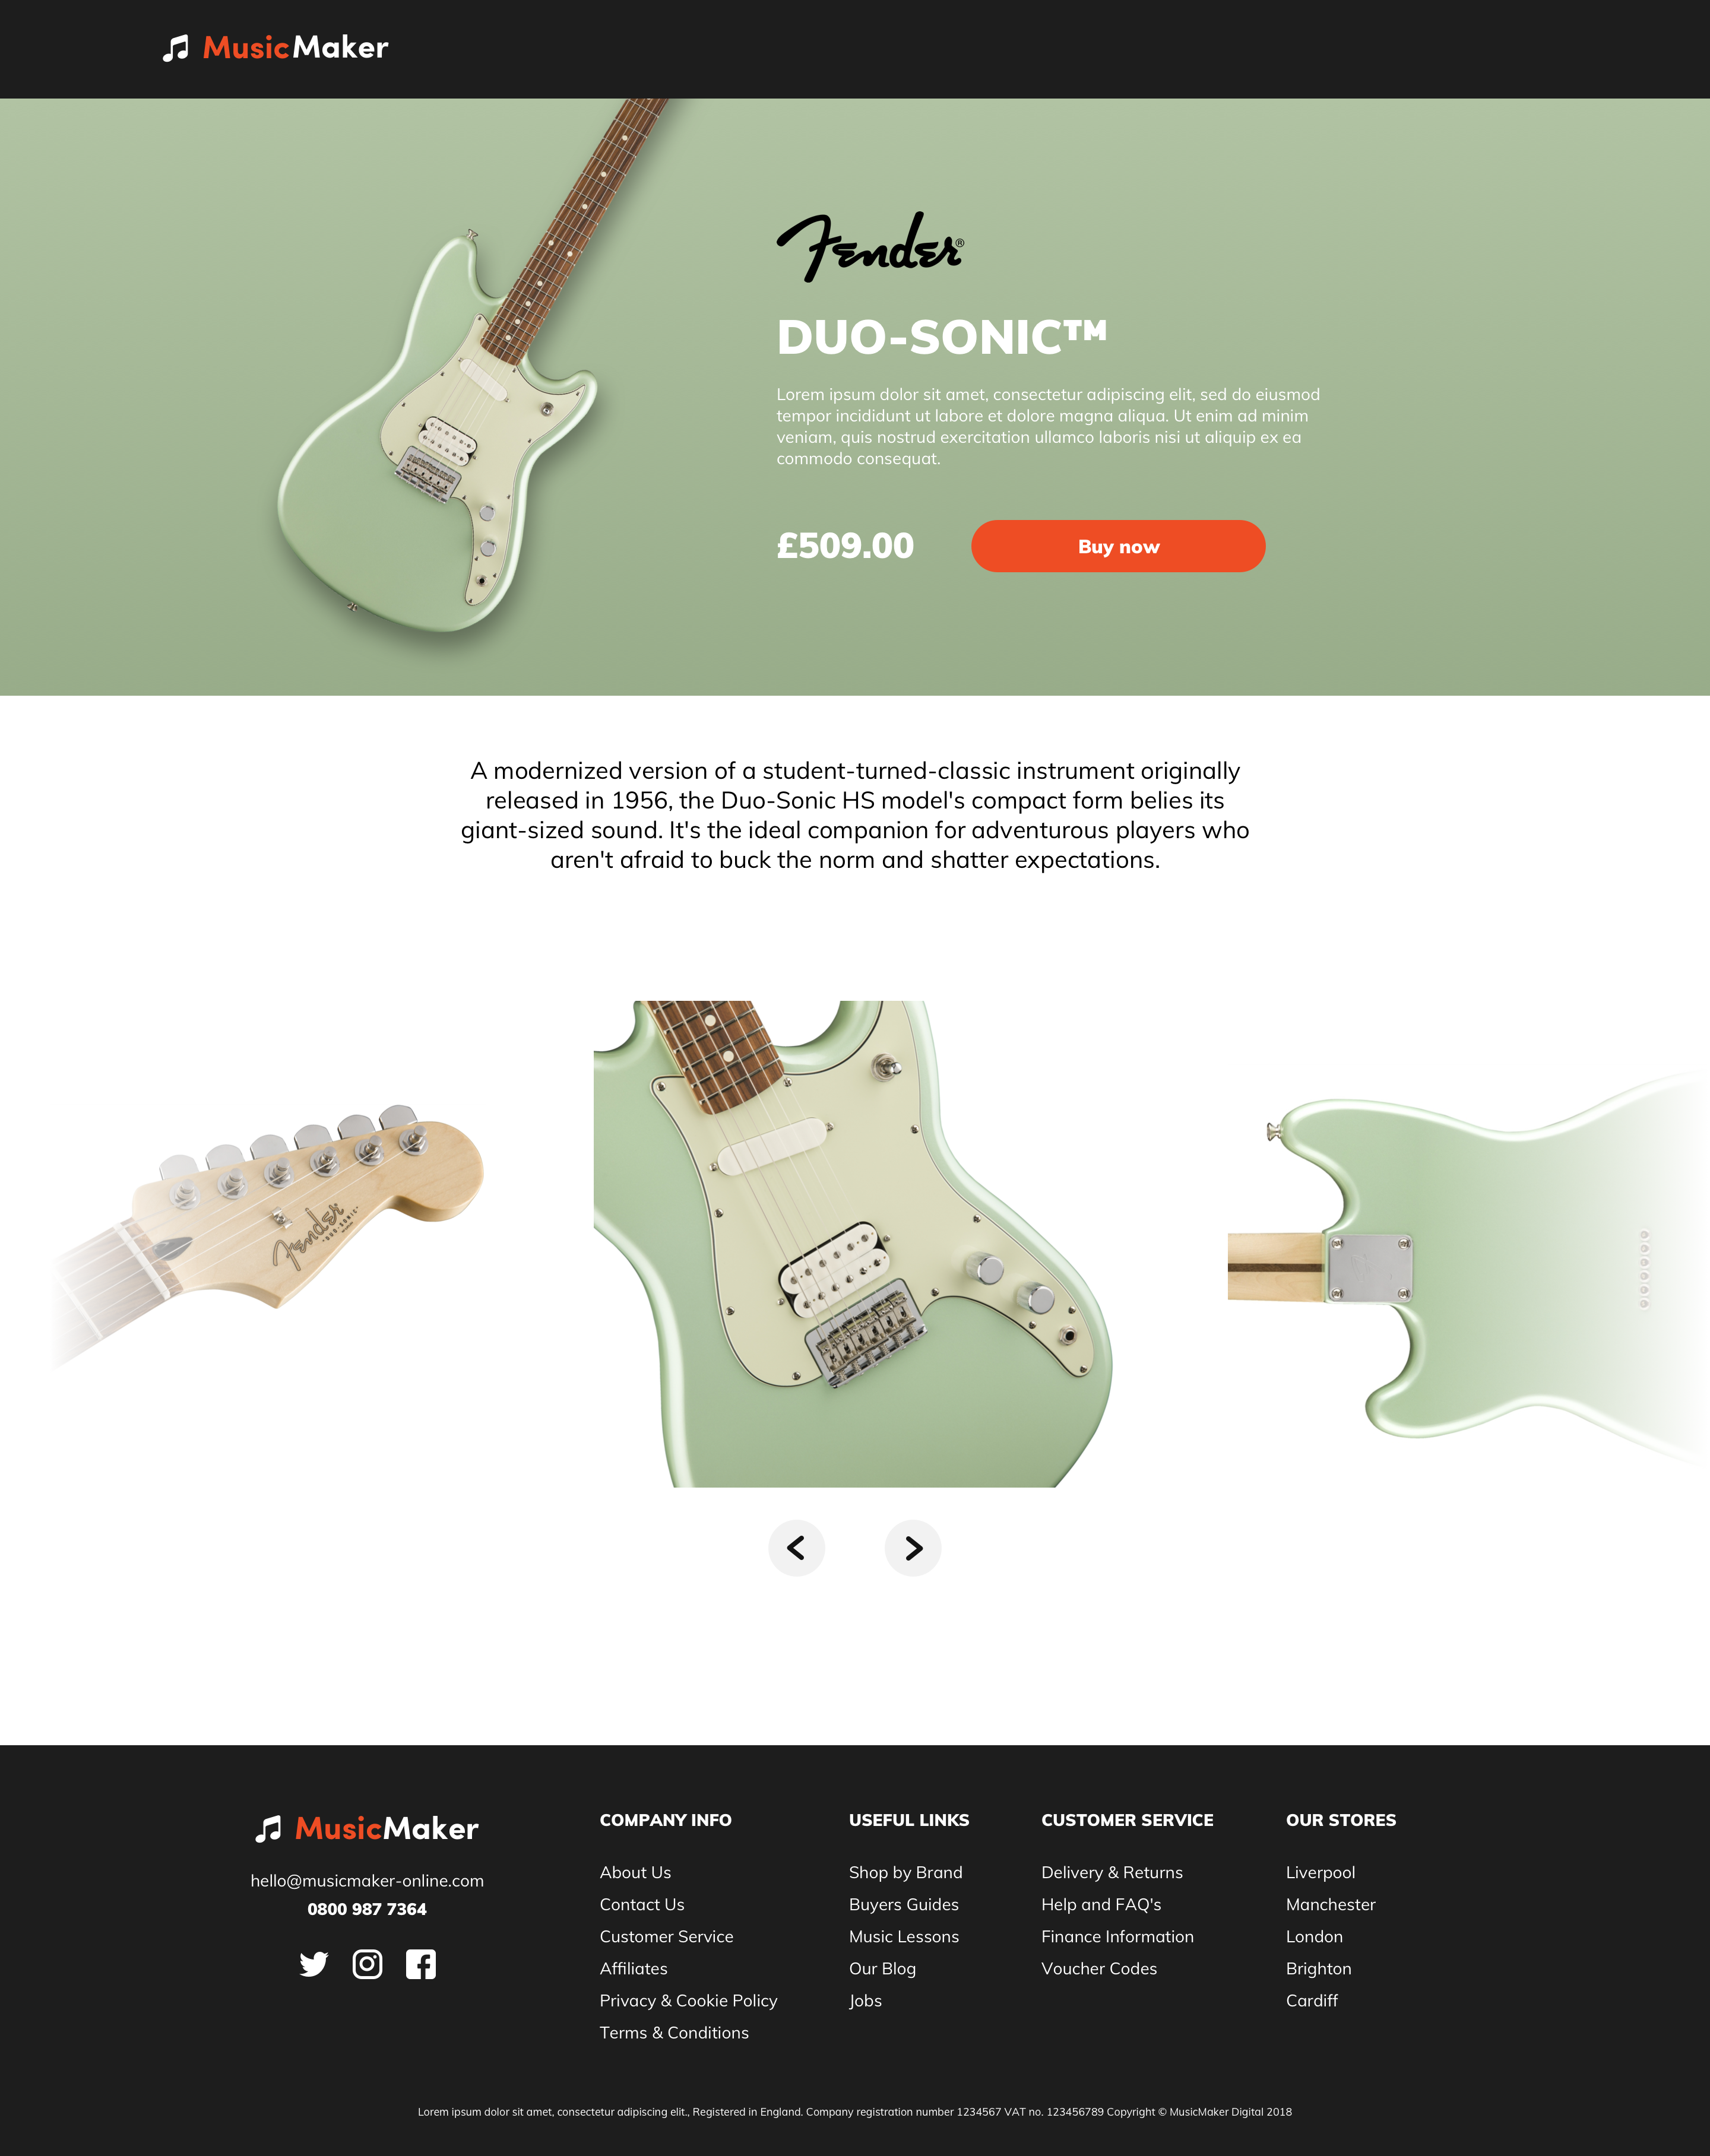 MusicMaker
Fender®
DUO-SONIC™
Lorem ipsum dolor sit amet, consectetur adipiscing elit, sed do eiusmod
tempor incididunt ut labore et dolore magna aliqua. Ut enim ad minim
veniam, quis nostrud exercitation ullamco laboris nisi ut aliquip ex ea
commodo consequat.
£509.00
Buy now
A modernized version of a student-turned-classic instrument originally
released in 1956, the Duo-Sonic HS model's compact form belies its
giant-sized sound. It's the ideal companion for adventurous players who
aren't afraid to buck the norm and shatter expectations.
Fender
DUO-SONIC
MusicMaker
hello@musicmaker-online.com
0800 987 7364
COMPANY INFO
About Us
Contact Us
Customer Service
Affiliates
Privacy & Cookie Policy
Terms & Conditions
USEFUL LINKS
Shop by Brand
Buyers Guides
Music Lessons
Our Blog
Jobs
CUSTOMER SERVICE
Delivery & Returns
Help and FAQ's
Finance Information
Voucher Codes
OUR STORES
Liverpool
Manchester
London
Brighton
Cardiff
Lorem ipsum dolor sit amet, consectetur adipiscing elit., Registered in England. Company registration number 1234567 VAT no. 123456789 Copyright © MusicMaker Digital 2018